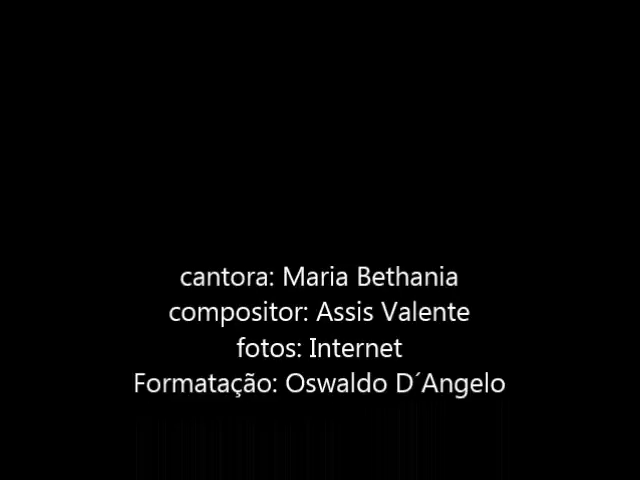 cantora: Maria Bethania
compositor: Assis Valente
fotos: Internet
Formatação: Oswaldo D´Angelo